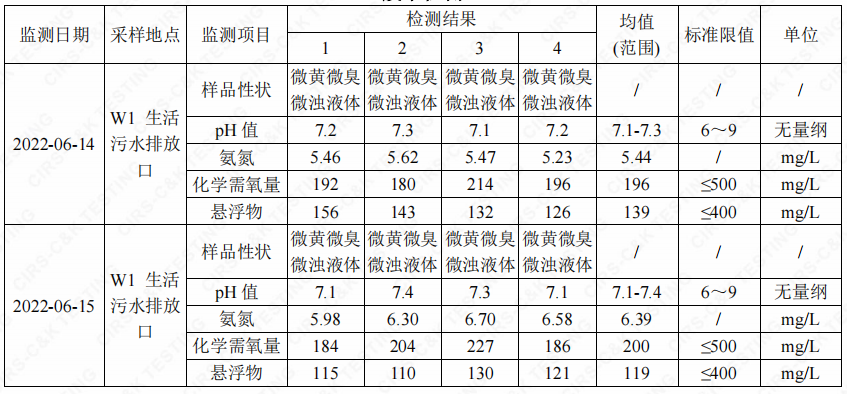 监测日期 采样地点 监测项目 检测结果 均值(范围) 标准限值 单位
1 2 3 4
2022-06-14 W1 生活污水排放口 样品性状 微黄微臭微浊液体 微黄微臭微浊液体 微黄微臭微浊液体 微黄微臭微浊液体 / / /
pH 值 7.2 7.3 7.1 7.2 7.1-7.3 6～9 无量纲
氨氮 5.46 5.62 5.47 5.23 5.44 / mg/L
化学需氧量 192 180 214 196 196 ≤500 mg/L
悬浮物 156 143 132 126 139 ≤400 mg/L
2022-06-15 W1 生活污水排放口 样品性状 微黄微臭微浊液体 微黄微臭微浊液体 微黄微臭微浊液体 微黄微臭微浊液体 / / /
pH 值 7.1 7.4 7.3 7.1 7.1-7.4 6～9 无量纲
氨氮 5.98 6.30 6.70 6.58 6.39 / mg/L
化学需氧量 184 204 227 186 200 ≤500 mg/L
悬浮物 115 110 130 121 119 ≤400 mg/L
CIRS-C&K TESTING